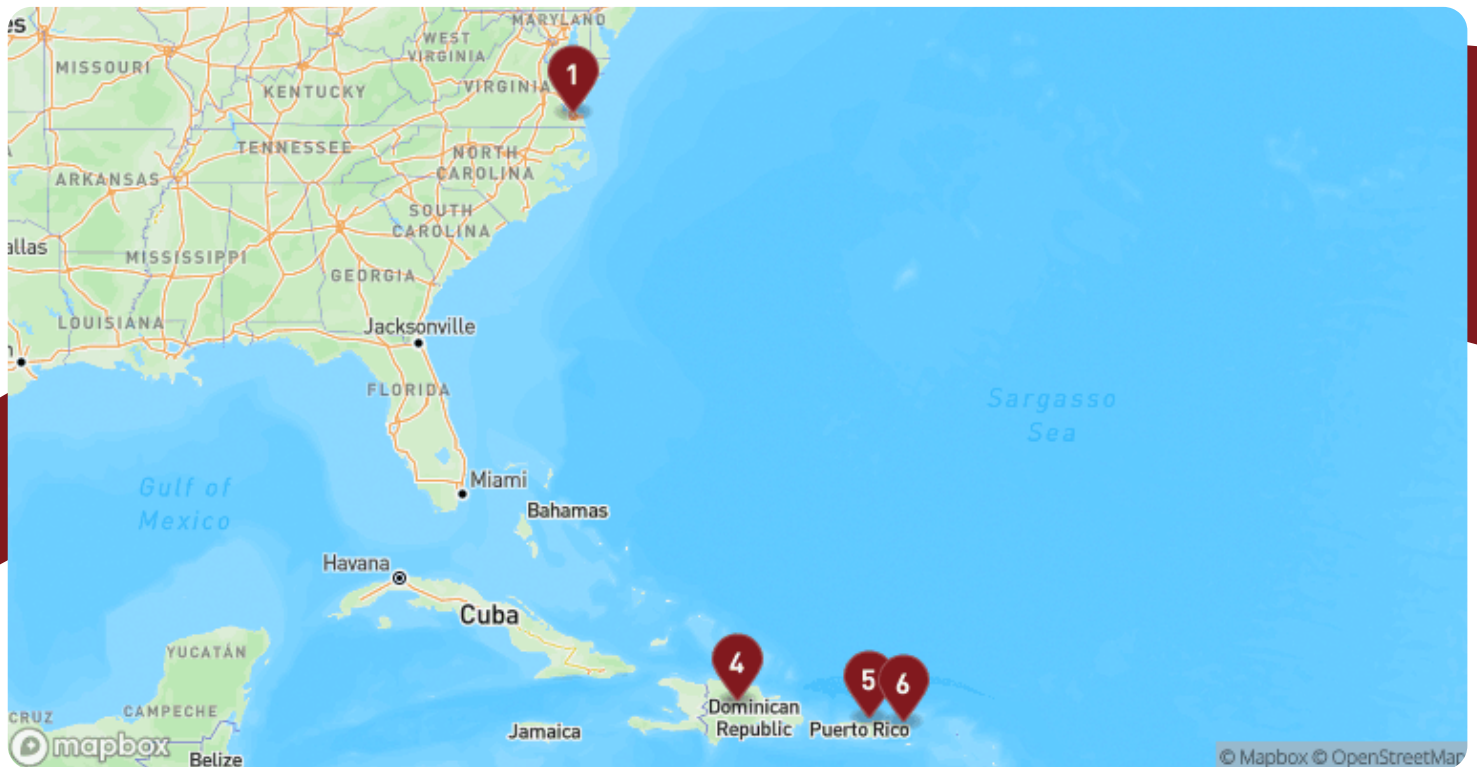 es
MARYLAND
WEST
VIRGINIA
MISSOURI
1
KENTUCKY
VIRGINIA
TENNESSEE
NORTH
CAROLINA
ARKANSAS
SOUTH
CAROLINA
allas
MISSISSIPPI
GEORGIA
LOUISIANA
Jacksonville
FLORIDA
Sargasso
Sea
Gulf of
Mexico
Miami
Bahamas
Havana
Cuba
YUCATÁN
4
5
6
CAMPECHE
Dominican
Republic
Puerto Rico
CRUZ
Jamaica
mapbox
Belize
© Mapbox © OpenStreetMap